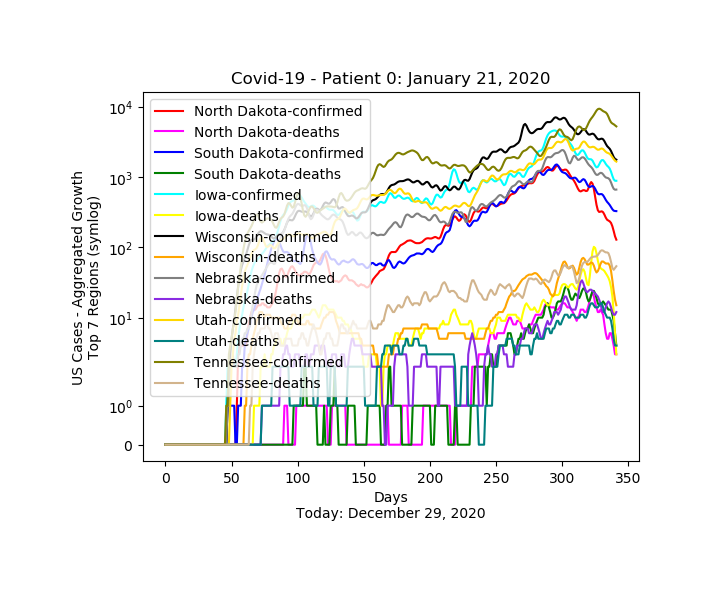 Covid-19 - Patient 0: January 21, 2020
US Cases - Aggregated Growth
Top 7 Regions (symlog)
10⁴
10³
10²
10¹
10⁰
0
North Dakota-confirmed
North Dakota-deaths
South Dakota-confirmed
South Dakota-deaths
Iowa-confirmed
Iowa-deaths
Wisconsin-confirmed
Wisconsin-deaths
Nebraska-confirmed
Nebraska-deaths
Utah-confirmed
Utah-deaths
Tennessee-confirmed
Tennessee-deaths
0 50 100 150 200 250 300 350
Days
Today: December 29, 2020